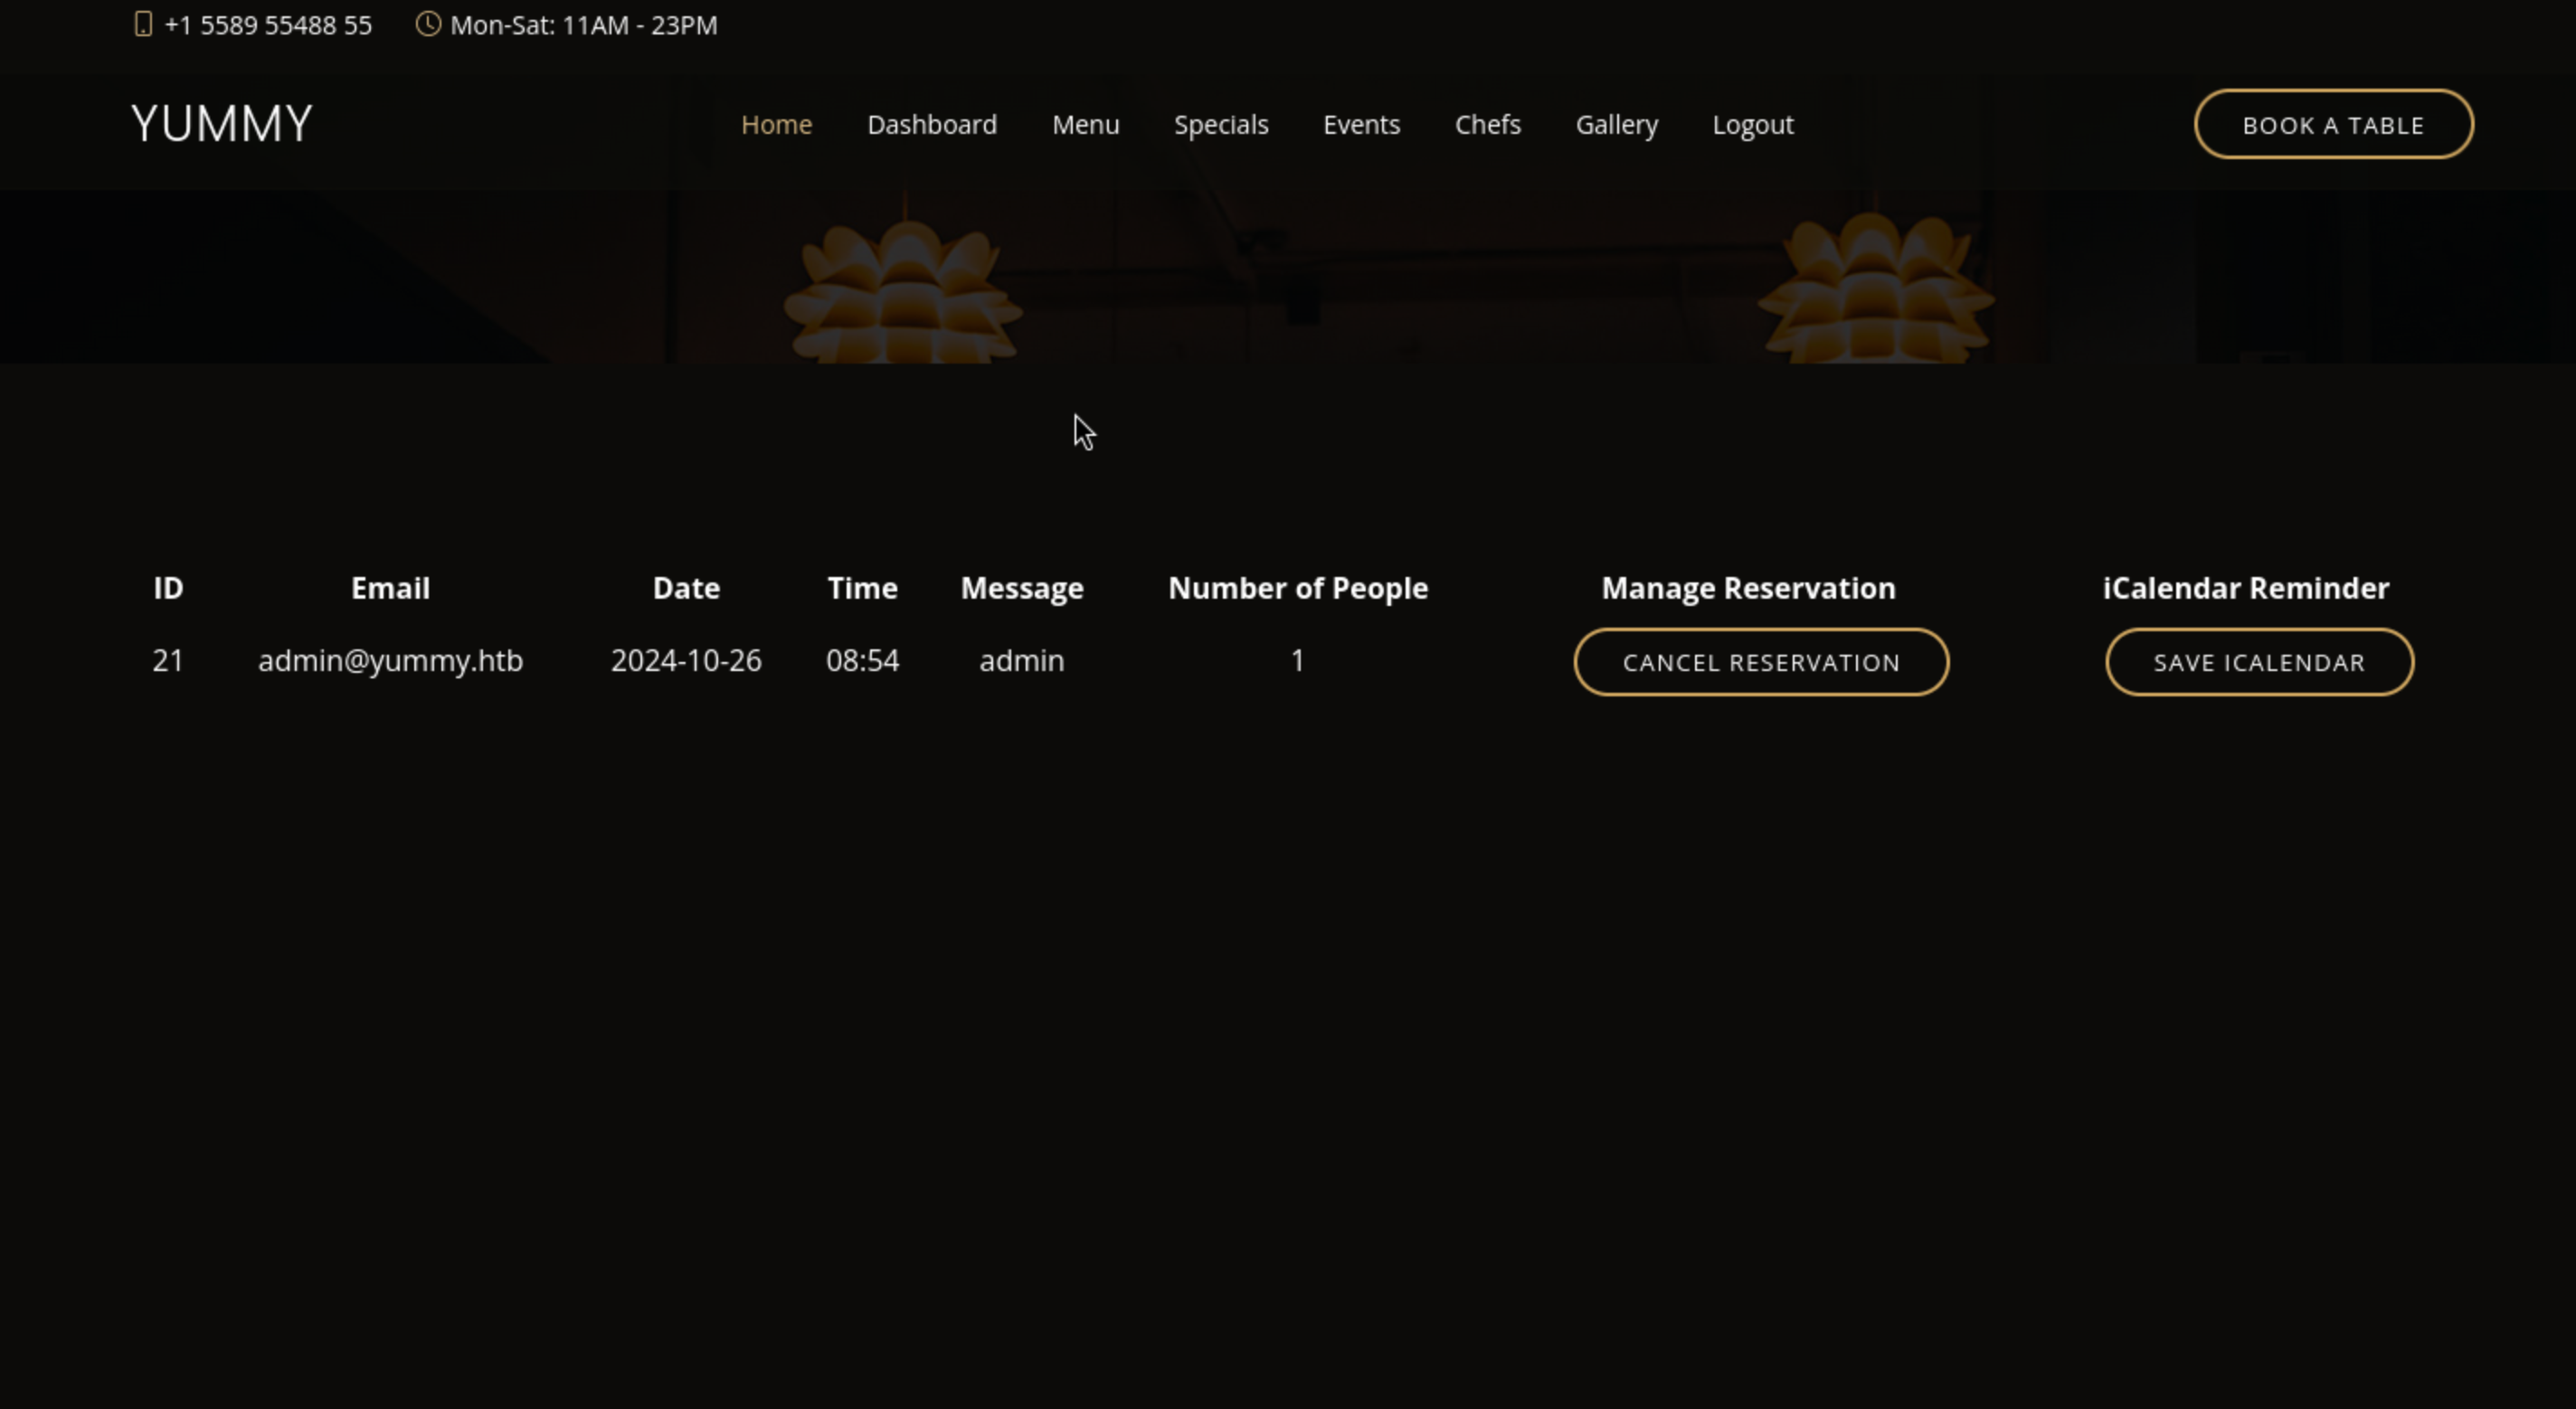 +1 5589 55488 55 Mon-Sat: 11AM - 23PM
YUMMY Home Dashboard Menu Specials Events Chefs Gallery Logout BOOK A TABLE
ID Email Date Time Message Number of People Manage Reservation iCalendar Reminder
21 admin@yummy.htb 2024-10-26 08:54 admin 1 CANCEL RESERVATION SAVE ICALENDAR